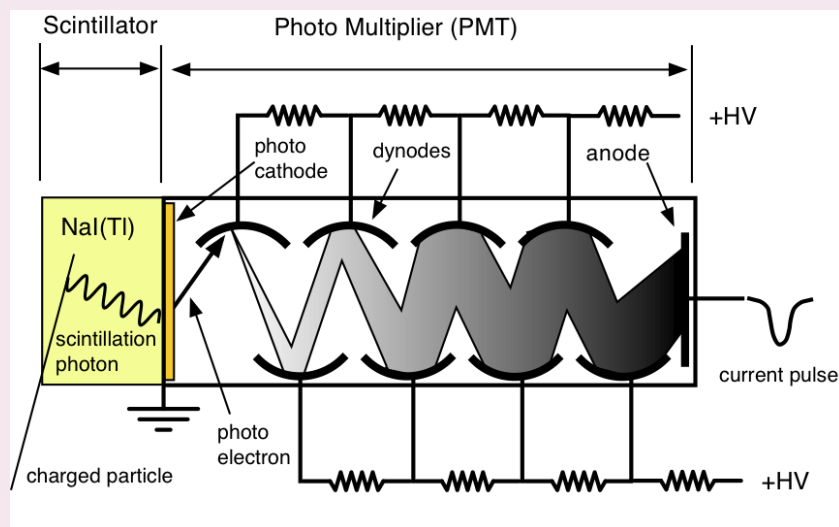 Scintillator
Photo Multiplier (PMT)
+HV
photo
cathode
dynodes
anode
NaI(Tl)
scintillation
photon
current pulse
photo
electron
charged particle
+HV